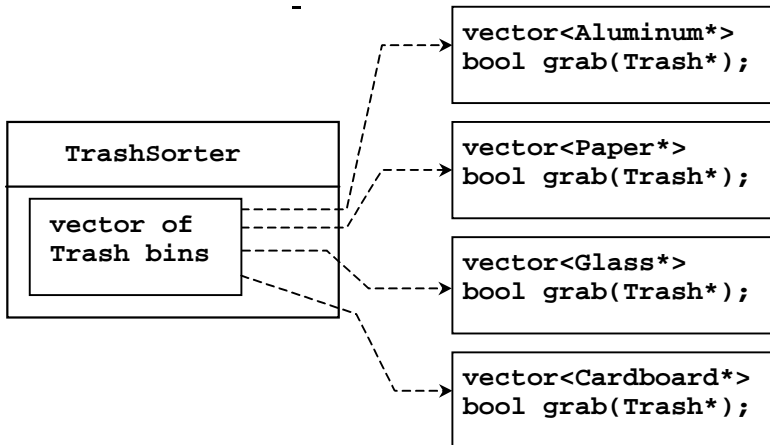 TrashSorter
vector of
Trash bins
vector<Aluminum*>
bool grab(Trash*);
vector<Paper*>
bool grab(Trash*);
vector<Glass*>
bool grab(Trash*);
vector<Cardboard*>
bool grab(Trash*);